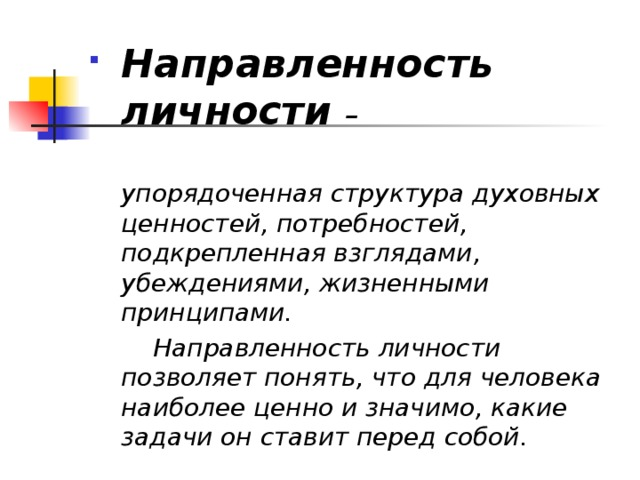 Направленность
личности –
упорядоченная структура духовных
ценностей, потребностей,
подкрепленная взглядами,
убеждениями, жизненными
принципами.
Направленность личности
позволяет понять, что для человека
наиболее ценно и значимо, какие
задачи он ставит перед собой.